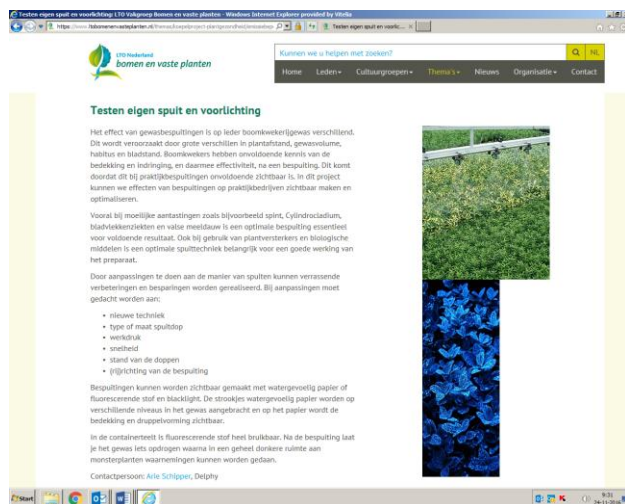 Testen eigen spuit en voorlichting: LTO Vakgroep Bomen en vaste planten - Windows Internet Explorer provided by Vitelia
Testen eigen spuit en voorlic...
LTO Nederland
bomen en vaste planten
Kunnen we u helpen met zoeken?
NL
Home Leden Cultuurgroepen Thema's Nieuws Organisatie Contact
Testen eigen spuit en voorlichting
Het effect van gewasbespuitingen is op ieder boomkwekerijgewas verschillend.
Dit wordt veroorzaakt door grote verschillen in plantafstand, gewasvolume,
habitus en bladstand. Boomkwekers hebben onvoldoende kennis van de
bedekking en indringing, en daarmee effectiviteit, na een bespuiting. Dit komt
doordat dit bij praktijkbespuitingen onvoldoende zichtbaar is. In dit project
kunnen we effecten van bespuitingen op praktijkbedrijven zichtbaar maken en
optimaliseren.
Vooral bij moeilijke aantastingen zoals bijvoorbeeld spint, Cylindrocladium,
bladvlekkenziekten en valse meeldauw is een optimale bespuiting essentieel
voor voldoende resultaat. Ook bij gebruik van plantversterkers en biologische
middelen is een optimale spuittechniek belangrijk voor een goede werking van
het preparaat.
Door aanpassingen te doen aan de manier van spuiten kunnen verrassende
verbeteringen en besparingen worden gerealiseerd. Bij aanpassingen moet
gedacht worden aan:
• nieuwe techniek
• type of maat spuitdop
• werkdruk
• snelheid
• stand van de doppen
• (rij)richting van de bespuiting
Bespuitingen kunnen worden zichtbaar gemaakt met watergevoelig papier of
fluorescerende stof en blacklight. De strookjes watergevoelig papier worden op
verschillende niveaus in het gewas aangebracht en op het papier wordt de
bedekking en druppelvorming zichtbaar.
In de containerteelt is fluorescerende stof heel bruikbaar. Na de bespuiting laat
je het gewas iets opdrogen waarna in een geheel donkere ruimte aan
monsterplanten waarnemingen kunnen worden gedaan.
Contactpersoon: Arie Schipper, Delphy
Start
9:31